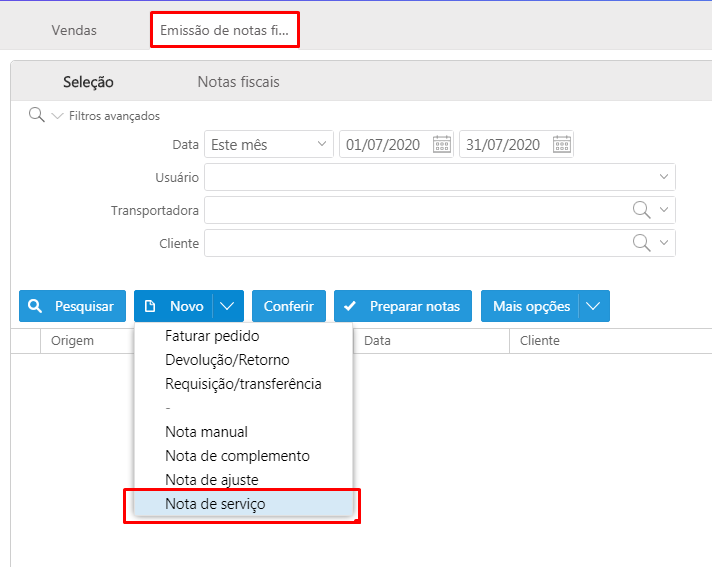 Vendas Emissão de notas fi...
Seleção Notas fiscais
Filtros avançados
Data Este mês 01/07/2020 31/07/2020
Usuário
Transportadora
Cliente
Pesquisar Novo Conferir Preparar notas Mais opções
Origem Data Cliente
Faturar pedido
Devolução/Retorno
Requisição/transferência
-
Nota manual
Nota de complemento
Nota de ajuste
Nota de serviço